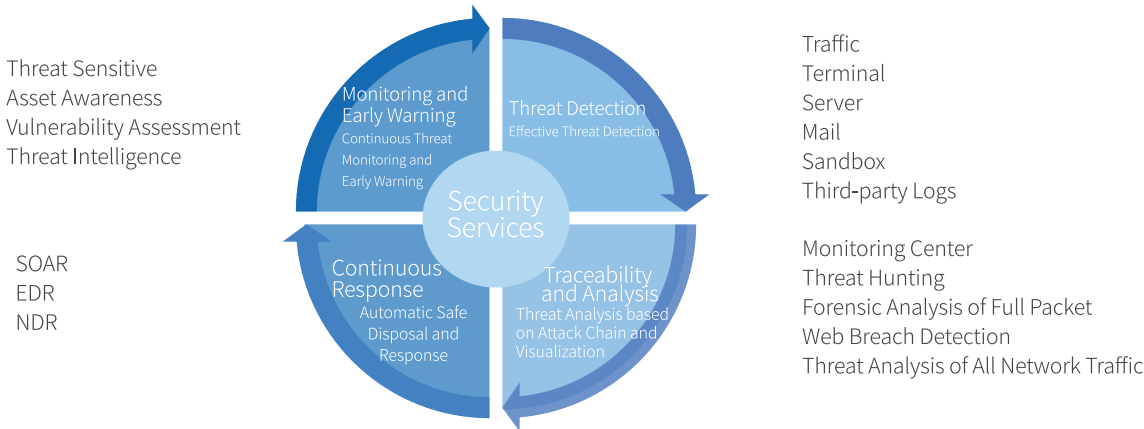 Threat Sensitive
Asset Awareness
Vulnerability Assessment
Threat Intelligence
Monitoring and
Early Warning
Continuous Threat
Monitoring and
Early Warning
Threat Detection
Effective Threat Detection
Traffic
Terminal
Server
Mail
Sandbox
Third-party Logs
Security
Services
SOAR
EDR
NDR
Continuous
Response
Automatic Safe
Disposal and
Response
Traceability
and Analysis
Threat Analysis based
on Attack Chain and
Visualization
Monitoring Center
Threat Hunting
Forensic Analysis of Full Packet
Web Breach Detection
Threat Analysis of All Network Traffic